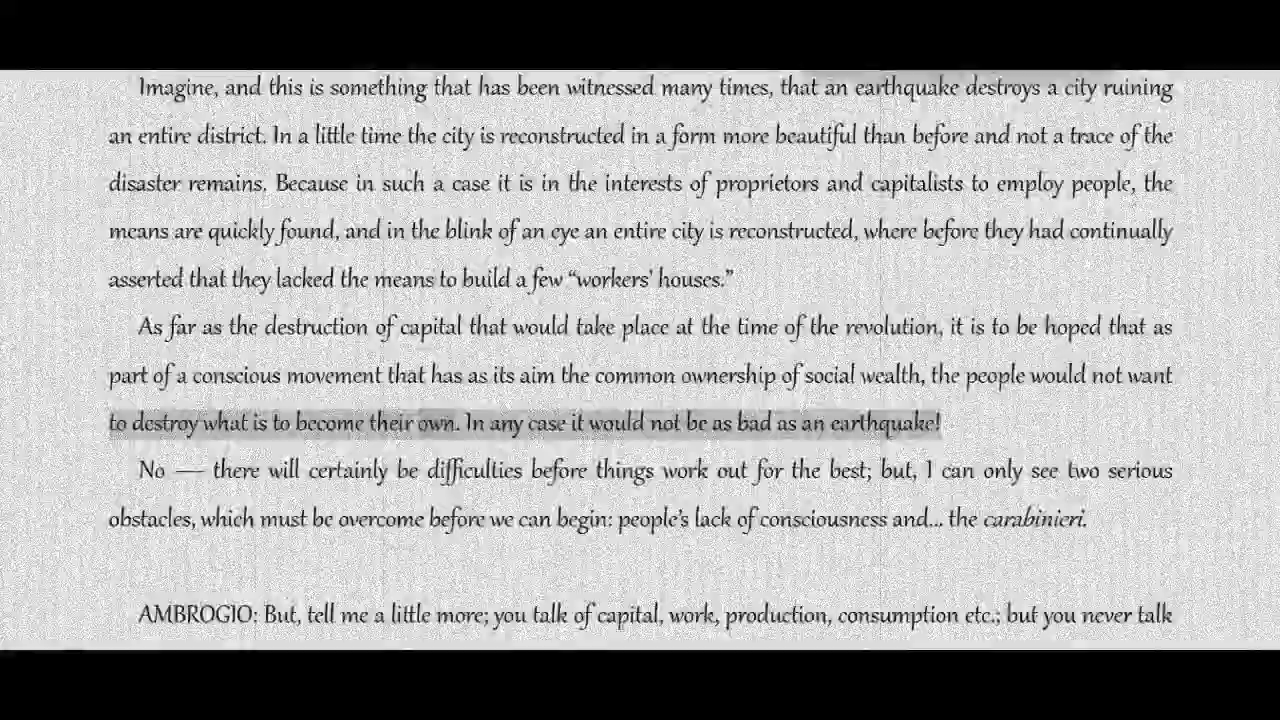 Imagine, and this is something that has been witnessed many times, that an earthquake destroys a city ruining
an entire district. In a little time the city is reconstructed in a form more beautiful than before and not a trace of the
disaster remains. Because in such a case it is in the interests of proprietors and capitalists to employ people, the
means are quickly found, and in the blink of an eye an entire city is reconstructed, where before they had continually
asserted that they lacked the means to build a few “workers’ houses.”
As far as the destruction of capital that would take place at the time of the revolution, it is to be hoped that as
part of a conscious movement that has as its aim the common ownership of social wealth, the people would not want
to destroy what is to become their own. In any case it would not be as bad as an earthquake!
No — there will certainly be difficulties before things work out for the best; but, I can only see two serious
obstacles, which must be overcome before we can begin: people’s lack of consciousness and... the carabinieri.
AMBROGIO: But, tell me a little more; you talk of capital, work, production, consumption etc.; but you never talk